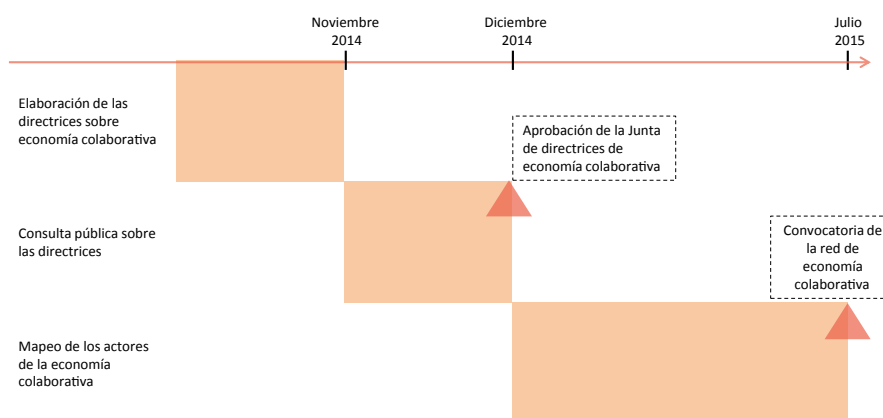 Noviembre
2014
Diciembre
2014
Julio
2015
Elaboración de las
directrices sobre
economía colaborativa
Aprobación de la Junta
de directrices de
economía colaborativa
Consulta pública sobre
las directrices
Convocatoria de
la red de
economía
colaborativa
Mapeo de los actores
de la economía
colaborativa